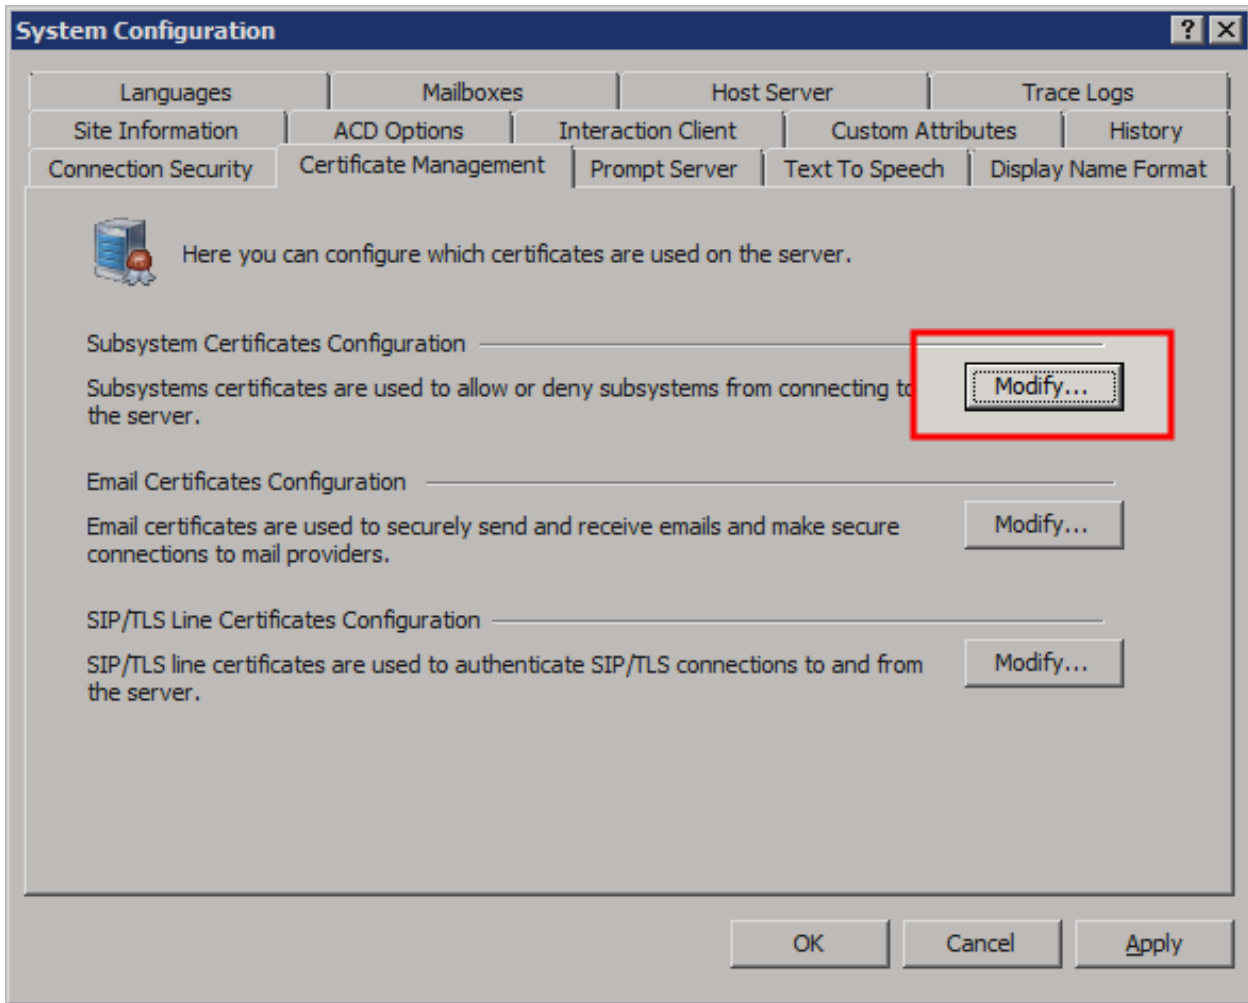 System Configuration
Languages Mailboxes Host Server Trace Logs
Site Information ACD Options Interaction Client Custom Attributes History
Connection Security Certificate Management Prompt Server Text To Speech Display Name Format
Here you can configure which certificates are used on the server.
Subsystem Certificates Configuration
Subsystems certificates are used to allow or deny subsystems from connecting to
the server.
Modify...
Email Certificates Configuration
Email certificates are used to securely send and receive emails and make secure
connections to mail providers.
Modify...
SIP/TLS Line Certificates Configuration
SIP/TLS line certificates are used to authenticate SIP/TLS connections to and from
the server.
Modify...
OK Cancel Apply